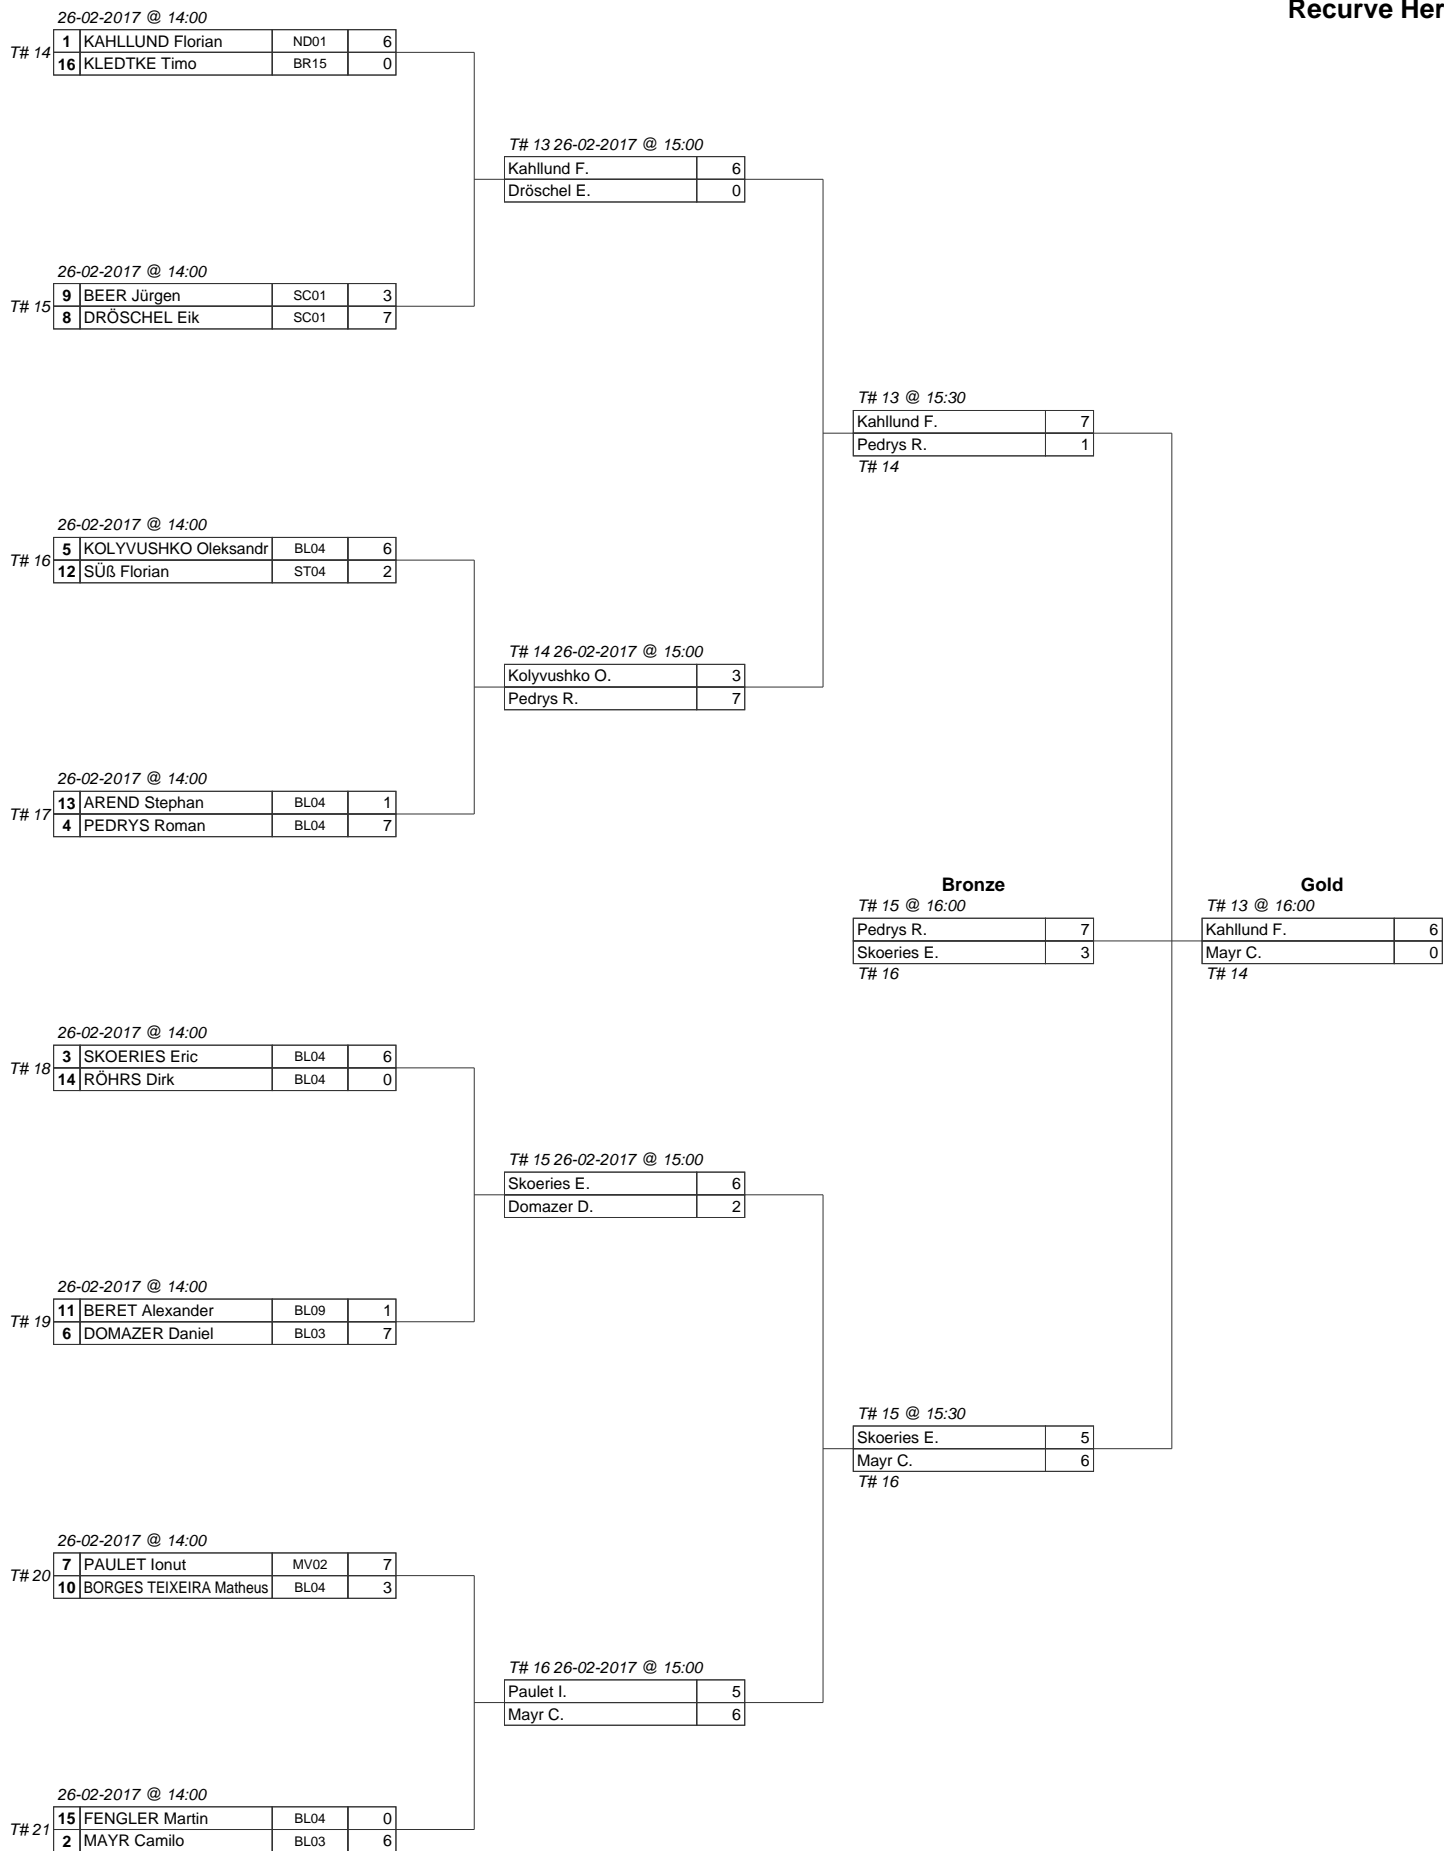 Recurve Her
26-02-2017 @ 14:00
T# 14
1 KAHLLUND Florian ND01 6
16 KLEDTKE Timo BR15 0
T# 13 26-02-2017 @ 15:00
Kahllund F. 6
Dröschel E. 0
26-02-2017 @ 14:00
T# 15
9 BEER Jürgen SC01 3
8 DRÖSCHEL Eik SC01 7
T# 13 @ 15:30
Kahllund F. 7
Pedrys R. 1
T# 14
26-02-2017 @ 14:00
T# 16
5 KOLYVUSHKO Oleksandr BL04 6
12 SÜß Florian ST04 2
T# 14 26-02-2017 @ 15:00
Kolyvushko O. 3
Pedrys R. 7
26-02-2017 @ 14:00
T# 17
13 AREND Stephan BL04 1
4 PEDRYS Roman BL04 7
Bronze
T# 15 @ 16:00
Pedrys R. 7
Skoeries E. 3
T# 16
Gold
T# 13 @ 16:00
Kahllund F. 6
Mayr C. 0
T# 14
26-02-2017 @ 14:00
T# 18
3 SKOERIES Eric BL04 6
14 RÖHRS Dirk BL04 0
T# 15 26-02-2017 @ 15:00
Skoeries E. 6
Domazer D. 2
26-02-2017 @ 14:00
T# 19
11 BERET Alexander BL09 1
6 DOMAZER Daniel BL03 7
T# 15 @ 15:30
Skoeries E. 5
Mayr C. 6
T# 16
26-02-2017 @ 14:00
T# 20
7 PAULET Ionut MV02 7
10 BORGES TEIXEIRA Matheus BL04 3
T# 16 26-02-2017 @ 15:00
Paulet I. 5
Mayr C. 6
26-02-2017 @ 14:00
T# 21
15 FENGLER Martin BL04 0
2 MAYR Camilo BL03 6